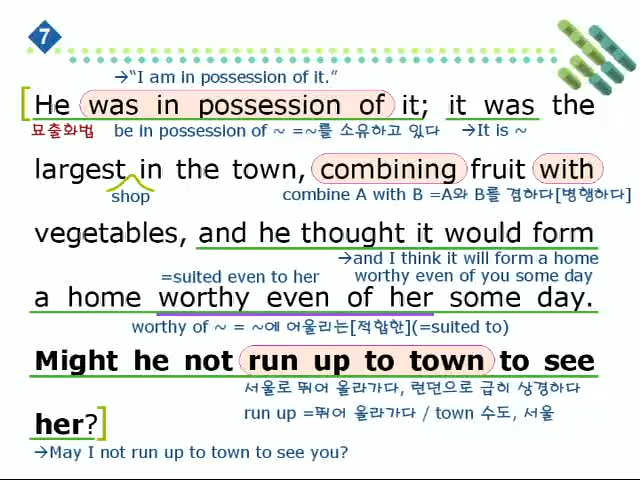 7
→"I am in possession of it."
[He was in possession of it; it was the
묘출화법 be in possession of ~ =~를 소유하고 있다 →It is ~
largest in the town, combining fruit with
shop combine A with B =A와 B를 겸하다[병행하다]
vegetables, and he thought it would form
→and I think it will form a home
=suited even to her worthy even of you some day
a home worthy even of her some day.
worthy of ~ = ~에 어울리는[적합한](=suited to)
Might he not run up to town to see
서울로 뛰어 올라가다, 런던으로 급히 상경하다
her?]
run up =뛰어 올라가다 / town 수도, 서울
→May I not run up to town to see you?